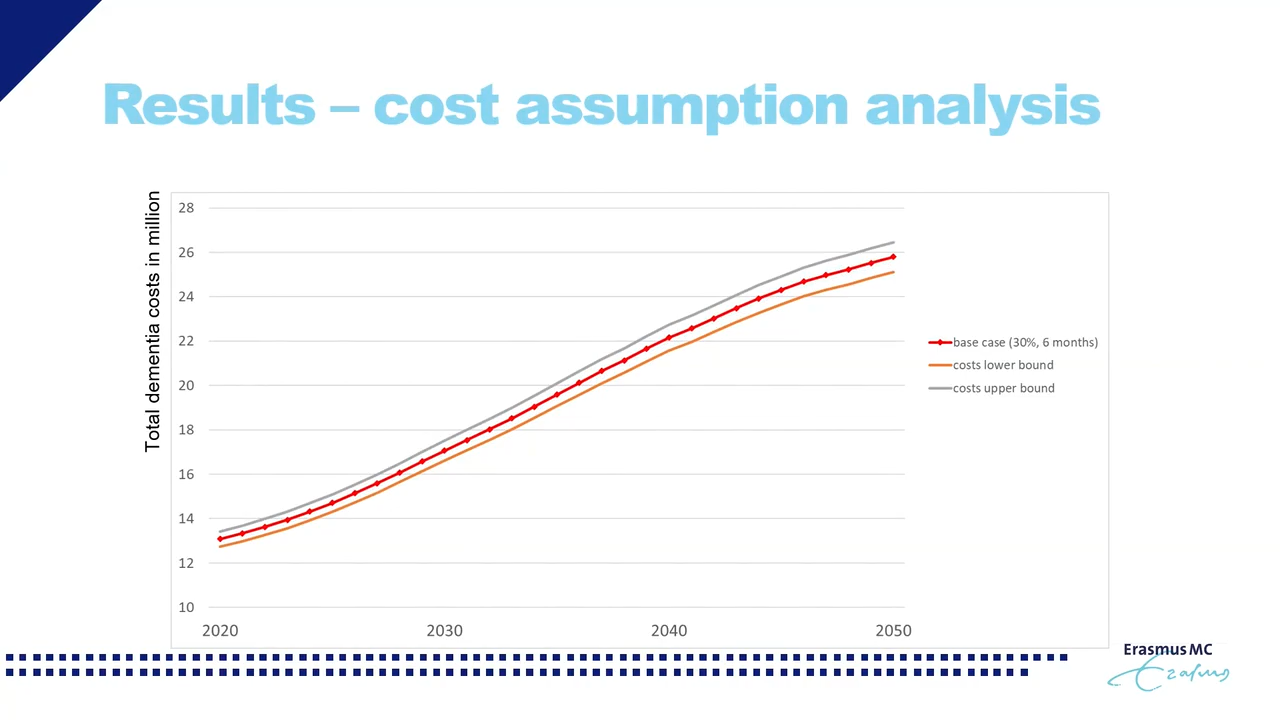 Results – cost assumption analysis
Total dementia costs in million
28
26
24
22
20
18
16
14
12
10
2020 2030 2040 2050
base case (30%, 6 months)
costs lower bound
costs upper bound
Erasmus MC
Erasmus